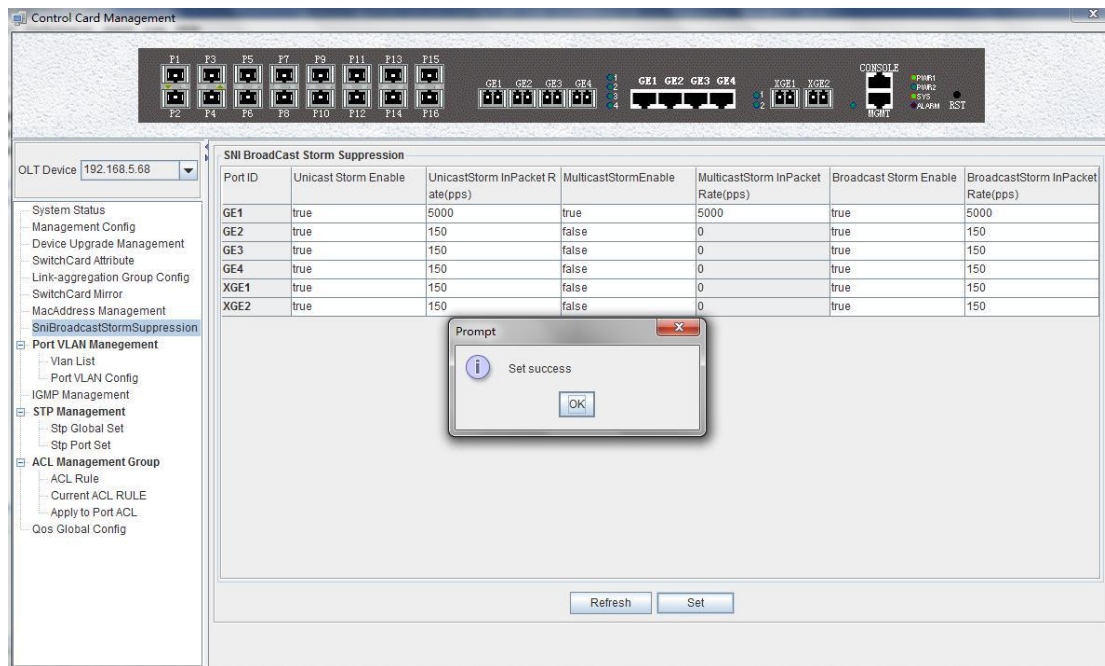 Control Card Management
P1 P3 P5 P7 P9 P11 P13 P15
P2 P4 P6 P8 P10 P12 P14 P16
GE1 GE2 GE3 GE4
1
2
3
4
GE1 GE2 GE3 GE4
XGE1 XGE2
1
2
CONSOLE
MGMT
PWR1
PWR2
SYS
ALARM
RST
OLT Device 192.168.5.68
System Status
Management Config
Device Upgrade Management
SwitchCard Attribute
Link-aggregation Group Config
SwitchCard Mirror
MacAddress Management
SniBroadcastStormSuppression
Port VLAN Manegement
Vlan List
Port VLAN Config
IGMP Management
STP Management
Stp Global Set
Stp Port Set
ACL Management Group
ACL Rule
Current ACL RULE
Apply to Port ACL
Qos Global Config
SNI BroadCast Storm Suppression
Port ID Unicast Storm Enable UnicastStorm InPacket R MulticastStormEnable MulticastStorm InPacket Broadcast Storm Enable BroadcastStorm InPacket
ate(pps) Rate(pps) Rate(pps)
GE1 true 5000 true 5000 true 5000
GE2 true 150 false 0 true 150
GE3 true 150 false 0 true 150
GE4 true 150 false 0 true 150
XGE1 true 150 false 0 true 150
XGE2 true 150 false 0 true 150
Prompt
Set success
OK
Refresh Set